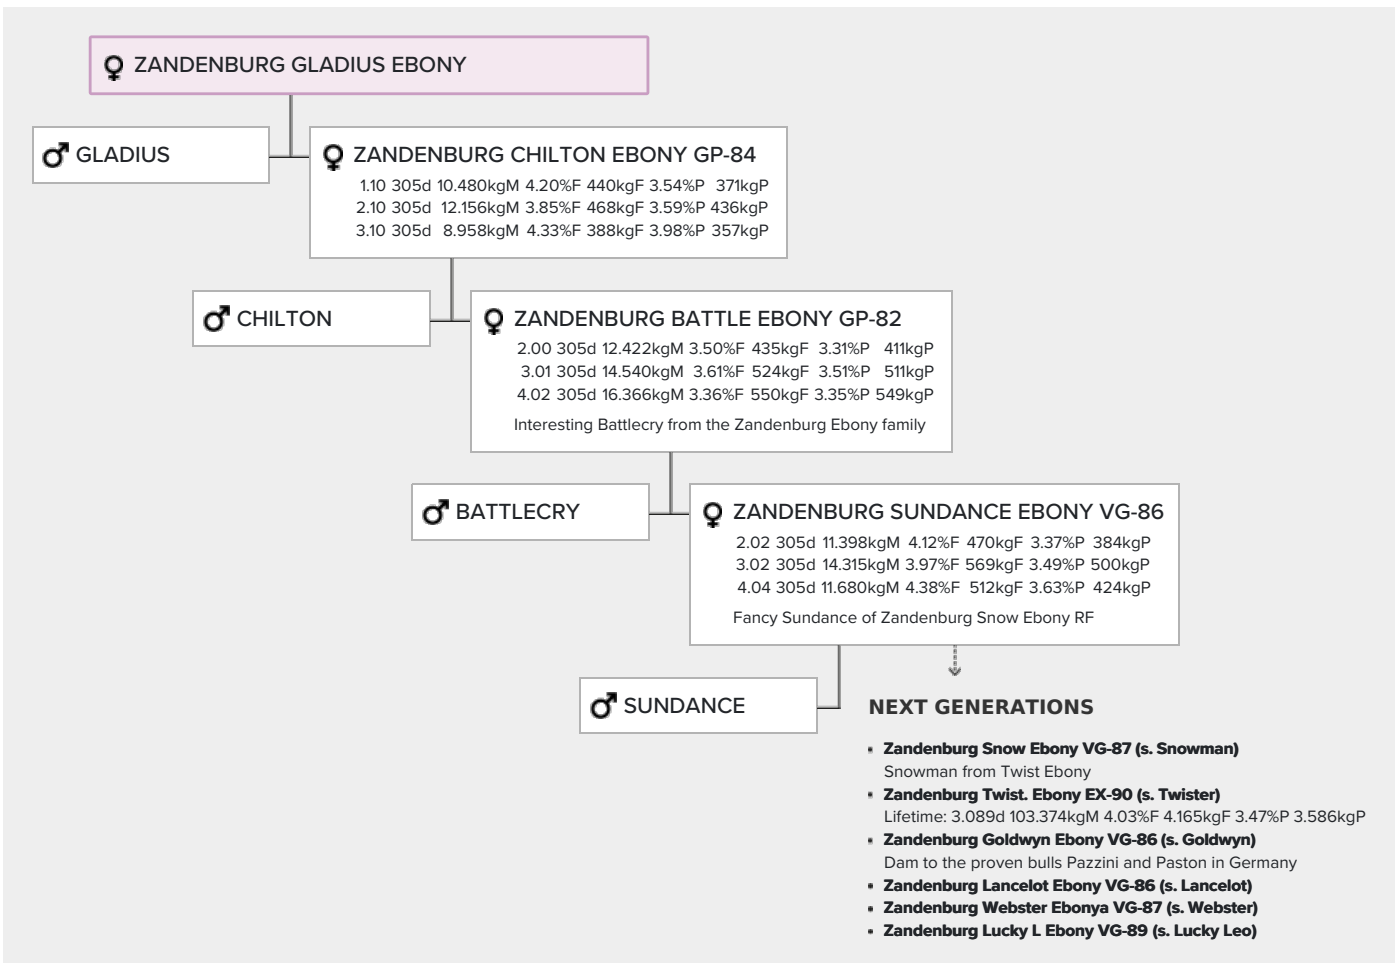 ZANDENBURG GLADIUS EBONY
GLADIUS
ZANDENBURG CHILTON EBONY GP-84
1.10 305d 10.480kgM 4.20%F 440kgF 3.54%P 371kgP
2.10 305d 12.156kgM 3.85%F 468kgF 3.59%P 436kgP
3.10 305d 8.958kgM 4.33%F 388kgF 3.98%P 357kgP
CHILTON
ZANDENBURG BATTLE EBONY GP-82
2.00 305d 12.422kgM 3.50%F 435kgF 3.31%P 411kgP
3.01 305d 14.540kgM 3.61%F 524kgF 3.51%P 511kgP
4.02 305d 16.366kgM 3.36%F 550kgF 3.35%P 549kgP
Interesting Battlecry from the Zandenburg Ebony family
BATTLECRY
ZANDENBURG SUNDANCE EBONY VG-86
2.02 305d 11.398kgM 4.12%F 470kgF 3.37%P 384kgP
3.02 305d 14.315kgM 3.97%F 569kgF 3.49%P 500kgP
4.04 305d 11.680kgM 4.38%F 512kgF 3.63%P 424kgP
Fancy Sundance of Zandenburg Snow Ebony RF
SUNDANCE
NEXT GENERATIONS
Zandenburg Snow Ebony VG-87 (s. Snowman)
Snowman from Twist Ebony
Zandenburg Twist. Ebony EX-90 (s. Twister)
Lifetime: 3.089d 103.374kgM 4.03%F 4.165kgF 3.47%P 3.586kgP
Zandenburg Goldwyn Ebony VG-86 (s. Goldwyn)
Dam to the proven bulls Pazzini and Paston in Germany
Zandenburg Lancelot Ebony VG-86 (s. Lancelot)
Zandenburg Webster Ebonya VG-87 (s. Webster)
Zandenburg Lucky L Ebony VG-89 (s. Lucky Leo)